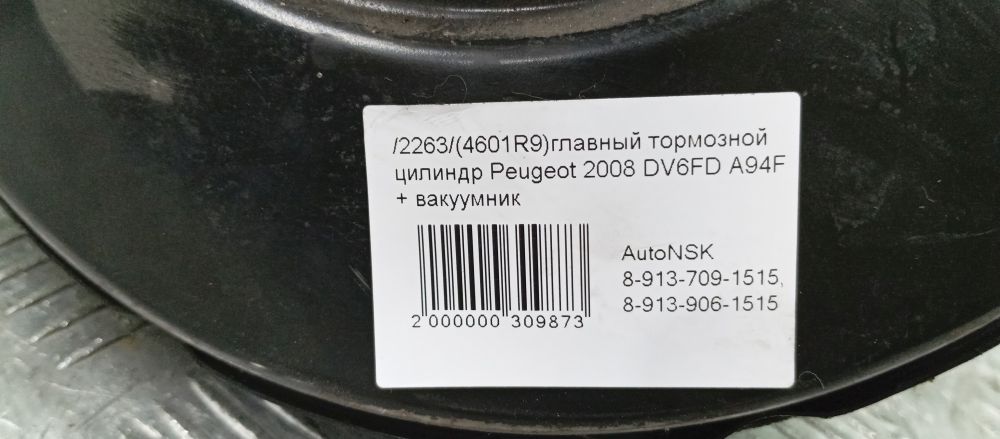 /2263/(4601R9)главный тормозной
цилиндр Peugeot 2008 DV6FD A94F
+ вакуумник
AutoNSK
8-913-709-1515,
8-913-906-1515
2 000000 309873